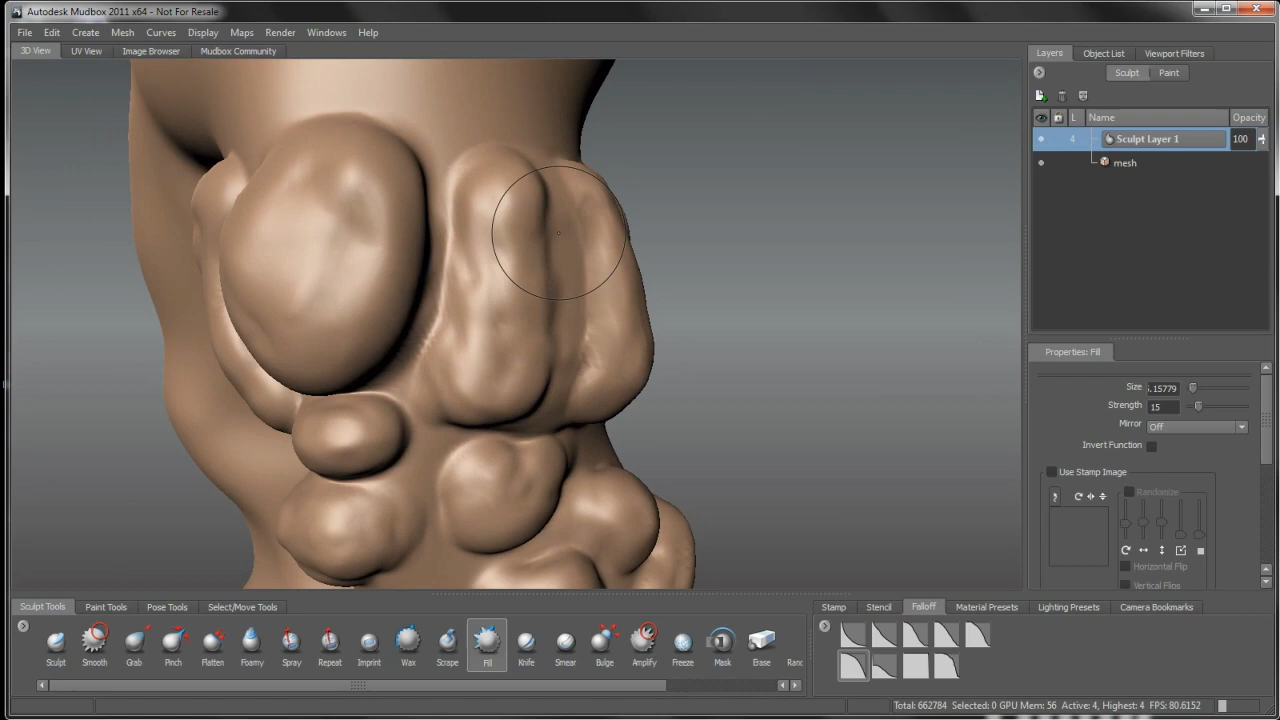 Autodesk Mudbox 2011 x64 - Not For Resale
File Edit Create Mesh Curves Display Maps Render Windows Help
3D View UV View Image Browser Mudbox Community
Layers Object List Viewport Filters
Sculpt Paint
L Name Opacity
4 Sculpt Layer 1 100
mesh
Properties: Fill
Size .15779
Strength 15
Mirror Off
Invert Function
Use Stamp Image
Randomize
Horizontal Flip
Vertical Flips
Sculpt Tools Paint Tools Pose Tools Select/Move Tools
Sculpt Smooth Grab Pinch Flatten Foamy Spray Repeat Imprint Wax Scrape Fill Knife Smear Bulge Amplify Freeze Mask Erase Ran
Stamp Stencil Falloff Material Presets Lighting Presets Camera Bookmarks
Total: 662784 Selected: 0 GPU Mem: 56 Active: 4, Highest: 4 FPS: 80.6152